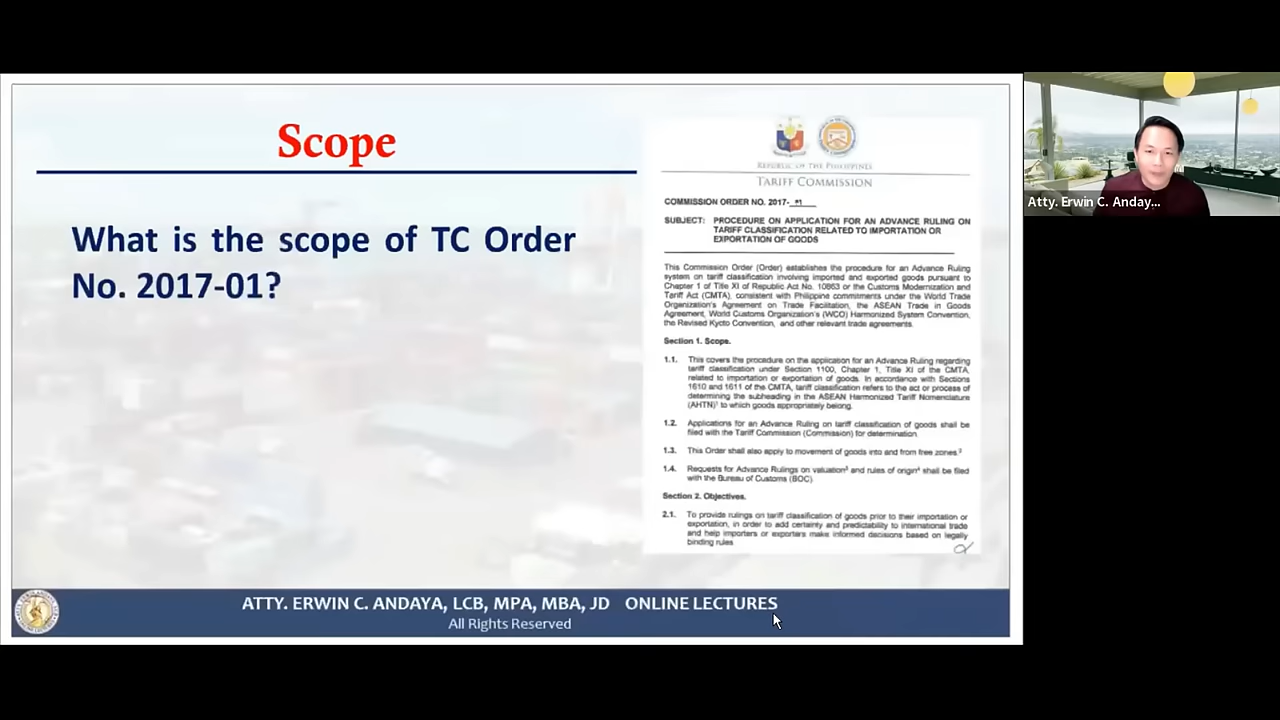 Scope
What is the scope of TC Order
No. 2017-01?
REPUBLIC OF THE PHILIPPINES
TARIFF COMMISSION
COMMISSION ORDER NO. 2017-
SUBJECT: PROCEDURE ON APPLICATION FOR AN ADVANCE RULING ON
TARIFF CLASSIFICATION RELATED TO IMPORTATION OR
EXPORTATION OF GOODS
This Commission Order (Order) establishes the procedure for an Advance Ruling
system on tariff classification involving imported and exported goods pursuant to
Chapter 1 of Title XI of Republic Act No. 10863 or the Customs Modernization and
Tariff Act (CMTA), consistent with Philippine commitments under the World Trade
Organization's Agreement on Trade Facilitation, the ASEAN Trade in Goods
Agreement, World Customs Organization's (WCO) Harmonized System Convention,
the Revised Kyoto Convention, and other relevant trade agreements.
Section 1. Scope.
1.1. This covers the procedure on the application for an Advance Ruling regarding
tariff classification under Section 1100, Chapter 1, Title XI of the CMTA,
related to importation or exportation of goods. In accordance with Sections
1610 and 1611 of the CMTA, tariff classification refers to the act or process of
determining the subheading in the ASEAN Harmonized Tariff Nomenclature
(AHTN)¹ to which goods appropriately belong.
1.2. Applications for an Advance Ruling on tariff classification of goods shall be
filed with the Tariff Commission (Commission) for determination.
1.3. This Order shall also apply to movement of goods into and from free zones.²
1.4. Requests for Advance Rulings on valuation³ and rules of origin⁴ shall be filed
with the Bureau of Customs (BOC).
Section 2. Objectives.
2.1. To provide rulings on tariff classification of goods prior to their importation or
exportation, in order to add certainty and predictability to international trade
and help importers or exporters make informed decisions based on legally
binding rules
ATTY. ERWIN C. ANDAYA, LCB, MPA, MBA, JD ONLINE LECTURES
All Rights Reserved
Atty. Erwin C. Anday...